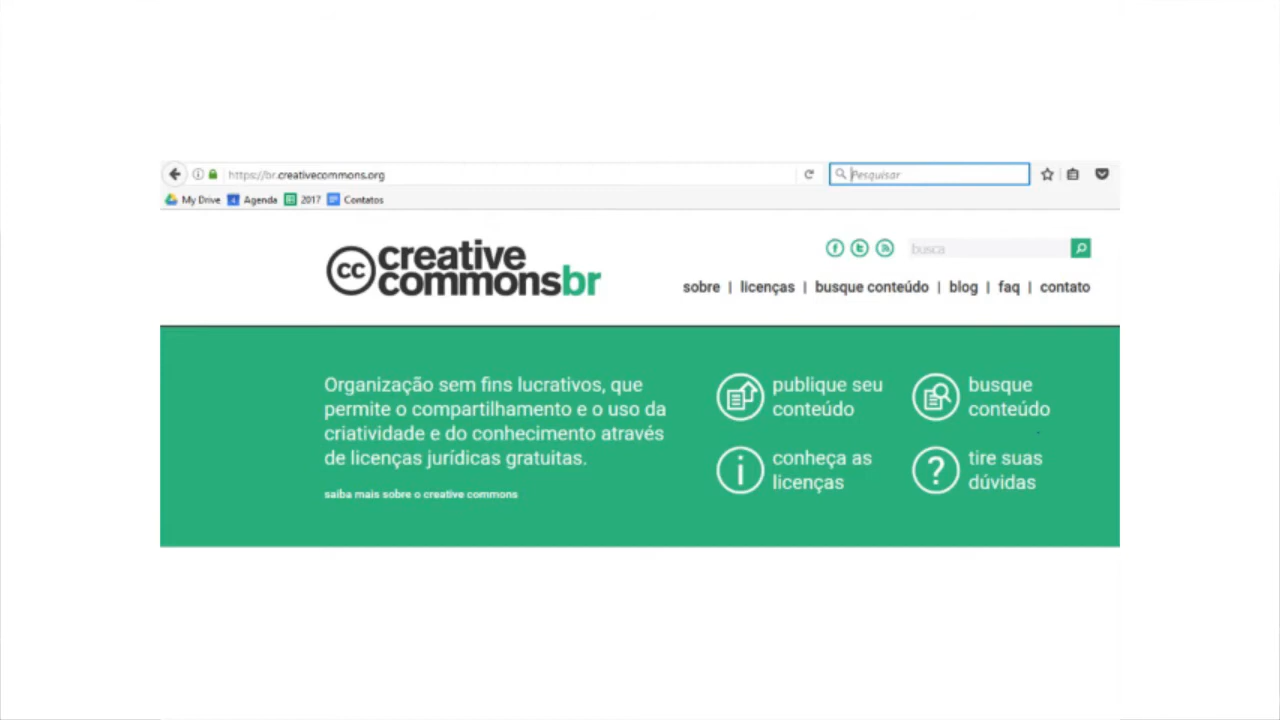 https://br.creativecommons.org
Pesquisar
My Drive Agenda 2017 Contatos
cc creative
commonsbr
busca
sobre | licenças | busque conteúdo | blog | faq | contato
Organização sem fins lucrativos, que
permite o compartilhamento e o uso da
criatividade e do conhecimento através
de licenças jurídicas gratuitas.
saiba mais sobre o creative commons
publique seu
conteúdo
busque
conteúdo
conheça as
licenças
tire suas
dúvidas